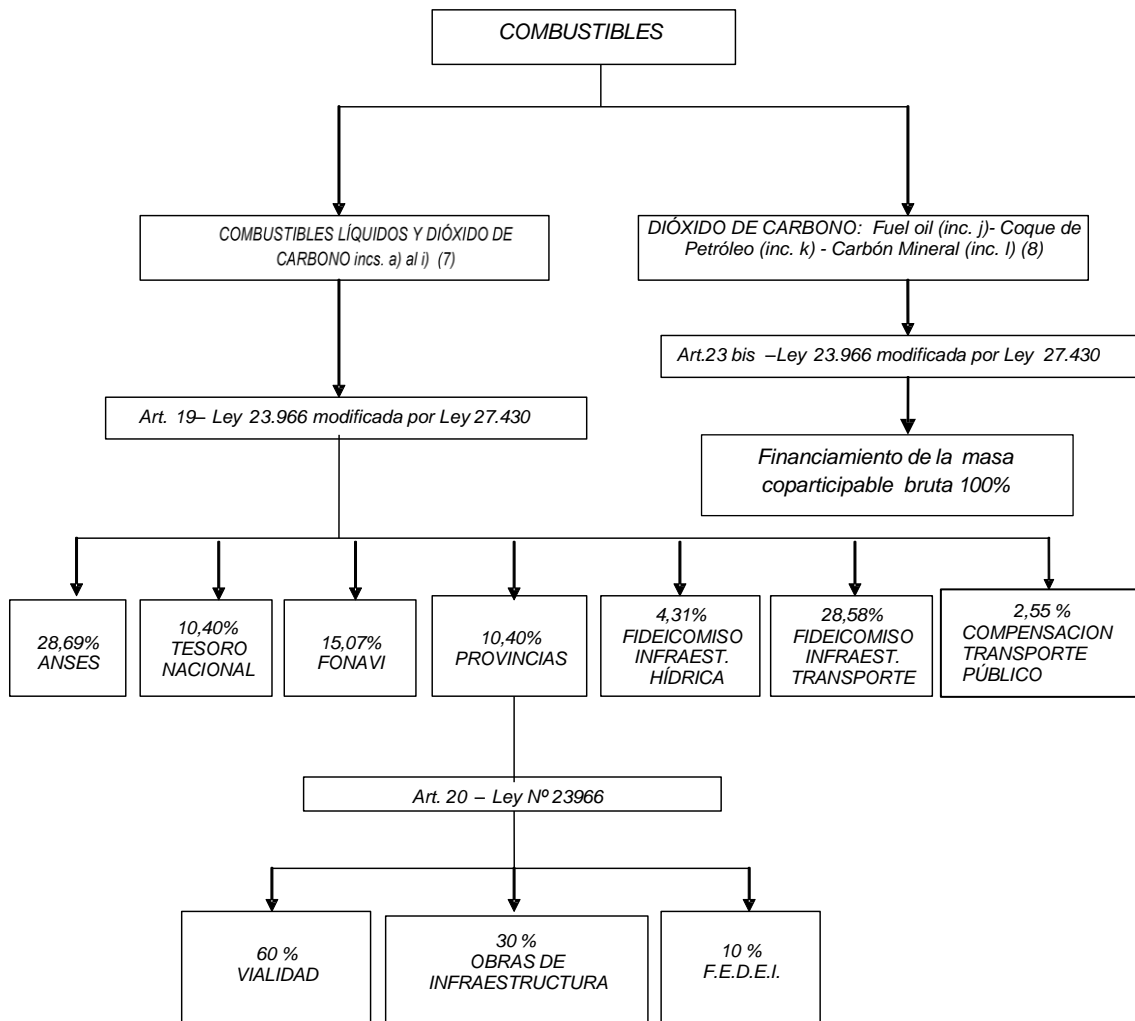 COMBUSTIBLES
COMBUSTIBLES LÍQUIDOS Y DIÓXIDO DE
CARBONO incs. a) al i) (7)
DIÓXIDO DE CARBONO: Fuel oil (inc. j)- Coque de
Petróleo (inc. k) - Carbón Mineral (inc. l) (8)
Art.23 bis –Ley 23.966 modificada por Ley 27.430
Art. 19– Ley 23.966 modificada por Ley 27.430
Financiamiento de la masa
coparticipable bruta 100%
28,69%
ANSES
10,40%
TESORO
NACIONAL
15,07%
FONAVI
10,40%
PROVINCIAS
4,31%
FIDEICOMISO
INFRAEST.
HÍDRICA
28,58%
FIDEICOMISO
INFRAEST.
TRANSPORTE
2,55 %
COMPENSACION
TRANSPORTE
PÚBLICO
Art. 20 – Ley Nº 23966
60 %
VIALIDAD
30 %
OBRAS DE
INFRAESTRUCTURA
10 %
F.E.D.E.I.